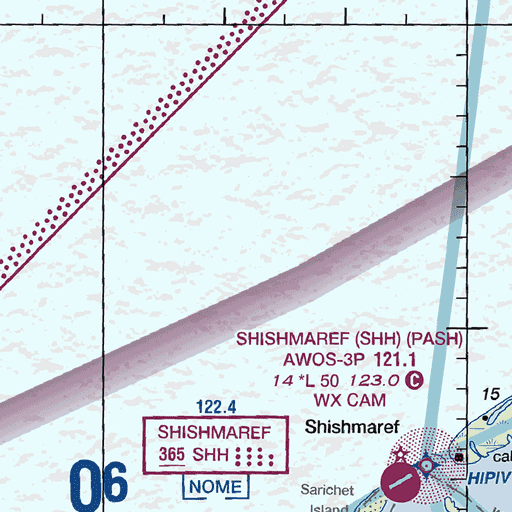 SHISHMAREF (SHH) (PASH)
AWOS-3P 121.1
14 *L 50 123.0 C
WX CAM
122.4
Shishmaref
15
SHISHMAREF
365 SHH
NOME
06
cal
HIPIV
Sarichet
Island